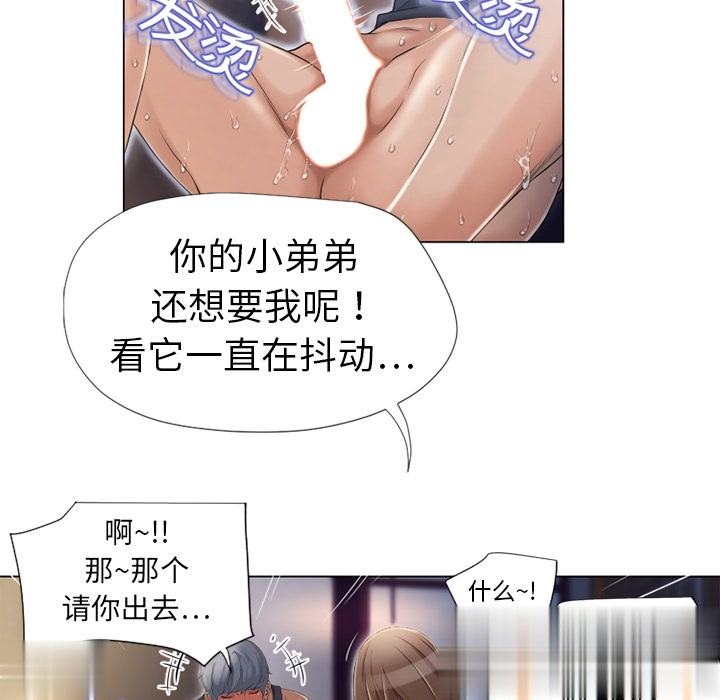 发烫
发烫
你的小弟弟
还想要我呢！
看它一直在抖动...
啊~!!
那~那个
请你出去...
什么~!